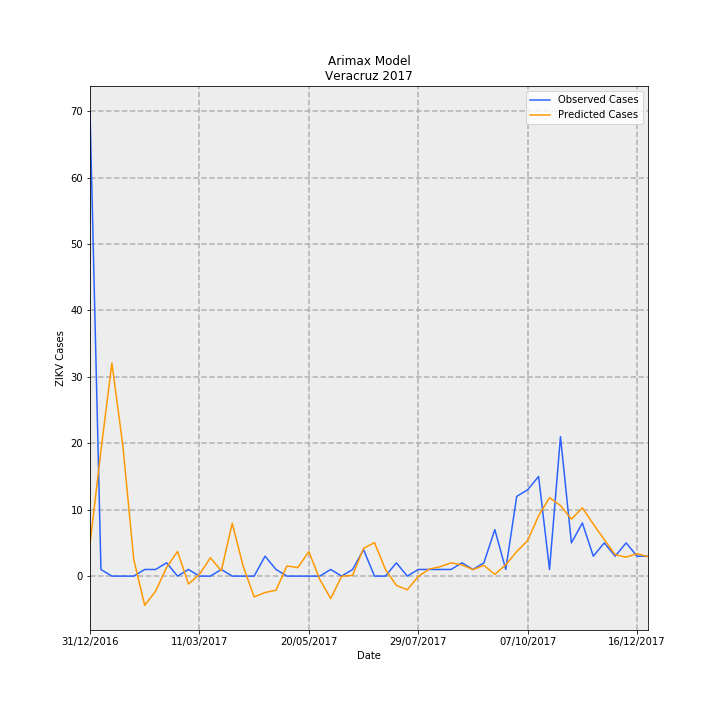 Arimax Model
Veracruz 2017
Observed Cases
Predicted Cases
70
60
50
40
30
20
10
0
ZIKV Cases
31/12/2016
11/03/2017
20/05/2017
29/07/2017
07/10/2017
16/12/2017
Date